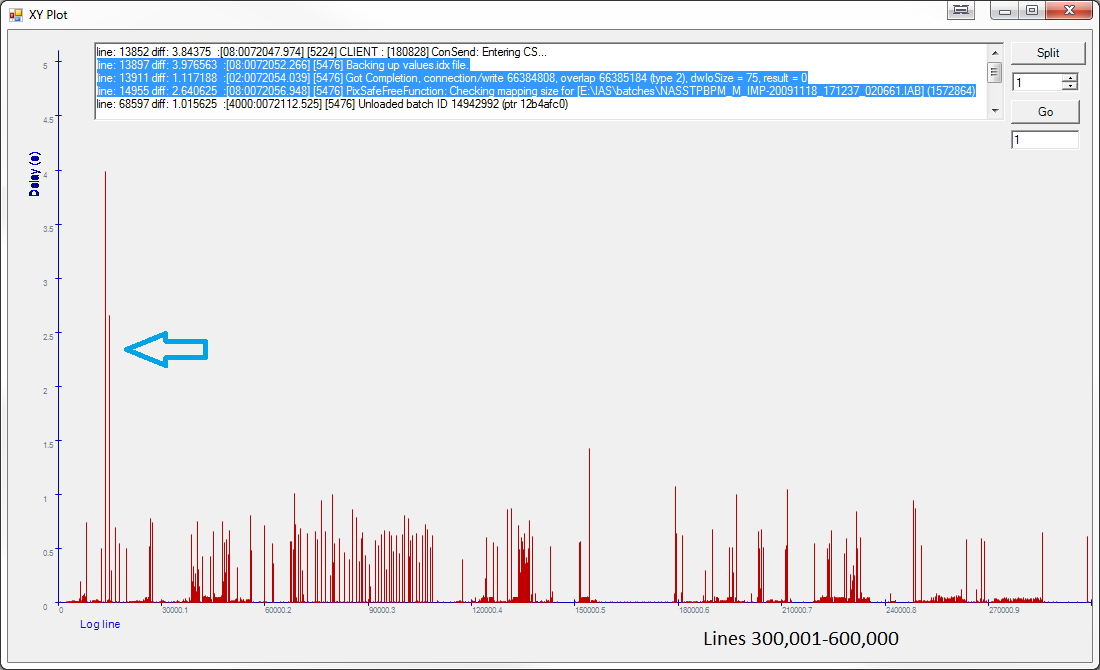 XY Plot
line: 13852 diff: 3.84375 :[08:0072047.974] [5224] CLIENT : [180828] ConSend: Entering CS...
line: 13897 diff: 3.976563 :[08:0072052.266] [5476] Backing up values.idx file.
line: 13911 diff: 1.117188 :[02:0072054.039] [5476] Got Completion, connection/write 66384808, overlap 66385184 (type 2), dwIoSize = 75, result = 0
line: 14955 diff: 2.640625 :[08:0072056.948] [5476] PixSafeFreeFunction: Checking mapping size for [E:\IAS\batches\NASSTPBPM_M_IMP-20091118_171237_020661.IAB] (1572864)
line: 68597 diff: 1.015625 :[4000:0072112.525] [5476] Unloaded batch ID 14942992 (ptr 12b4afc0)
Split
1
Go
1
Delay (s)
5
4.5
4
3.5
3
2.5
2
1.5
1
0.5
0
0 30000.1 60000.2 90000.3 120000.4 150000.5 180000.6 210000.7 240000.8 270000.9
Log line
Lines 300,001-600,000